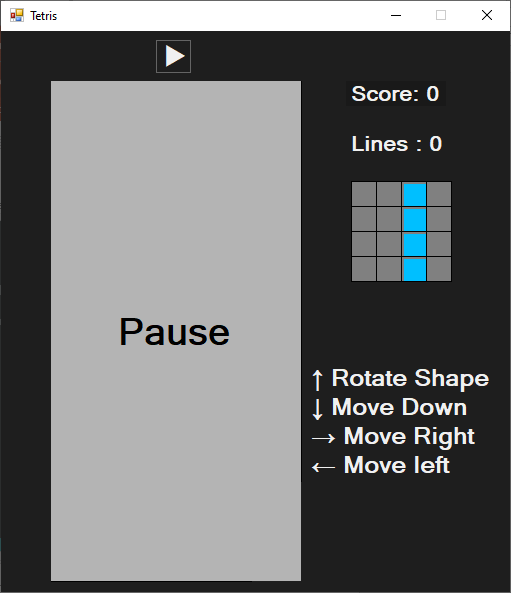 Tetris
Score: 0
Lines : 0
Pause
↑ Rotate Shape
↓ Move Down
→ Move Right
← Move left